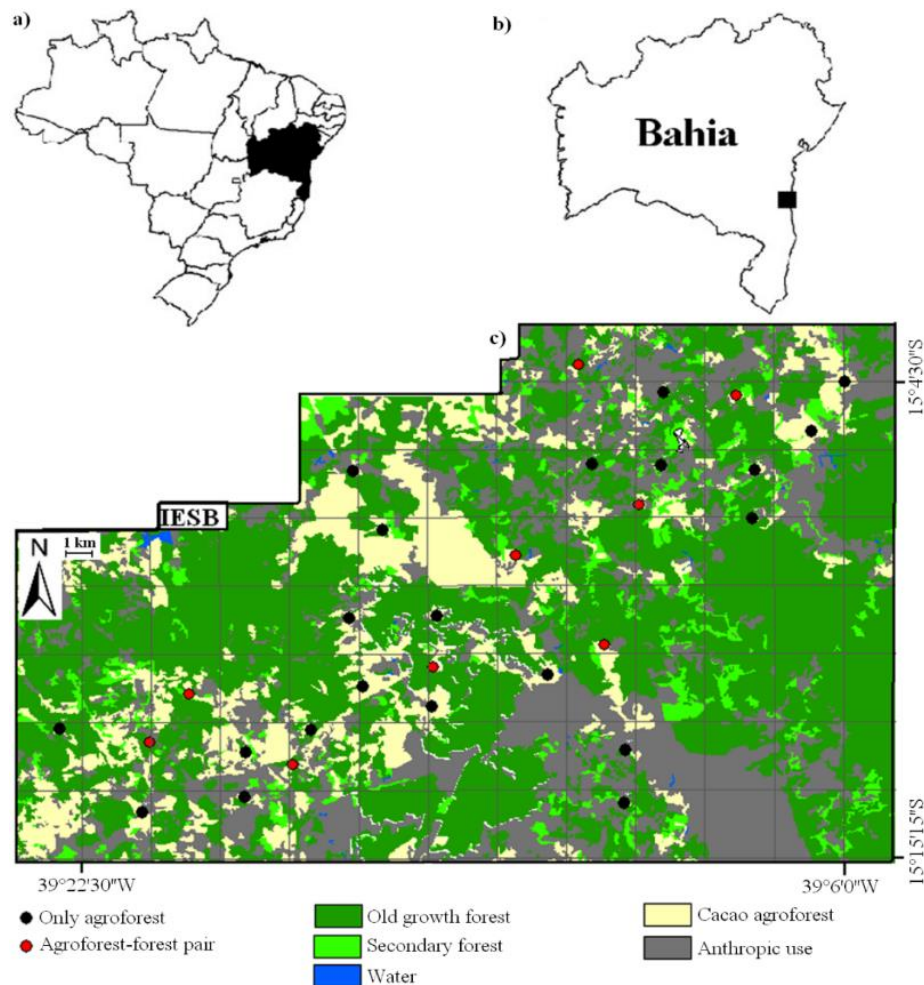 a)
b)
Bahia
c)
15°4'30"S
IESB
N
1 km
15°15'15"S
39°22'30"W
39°6'0"W
Only agroforest
Old growth forest
Cacao agroforest
Agroforest-forest pair
Secondary forest
Anthropic use
Water